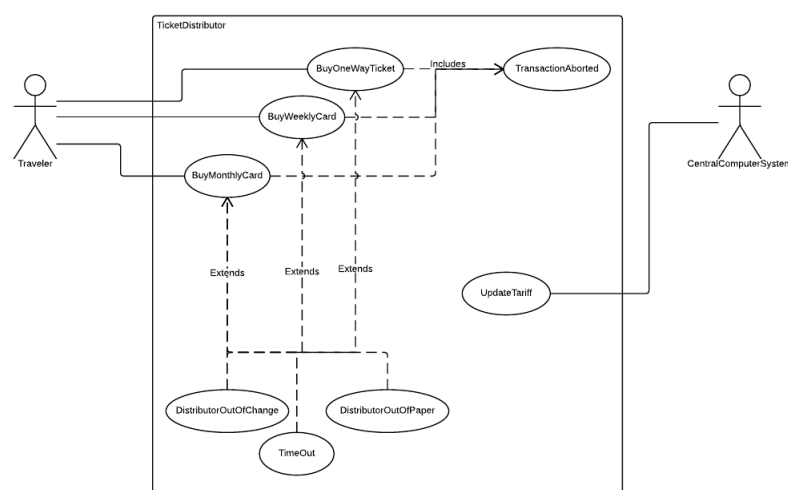 TicketDistributor
BuyOneWayTicket
Includes
TransactionAborted
BuyWeeklyCard
Traveler
CentralComputerSystem
BuyMonthlyCard
Extends
Extends
Extends
UpdateTariff
DistributorOutOfChange
DistributorOutOfPaper
TimeOut